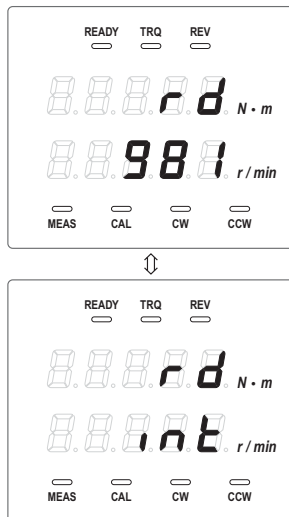 READY TRQ REV
rd N・m
981 r/min
MEAS CAL CW CCW
⇕
READY TRQ REV
rd N・m
int r/min
MEAS CAL CW CCW